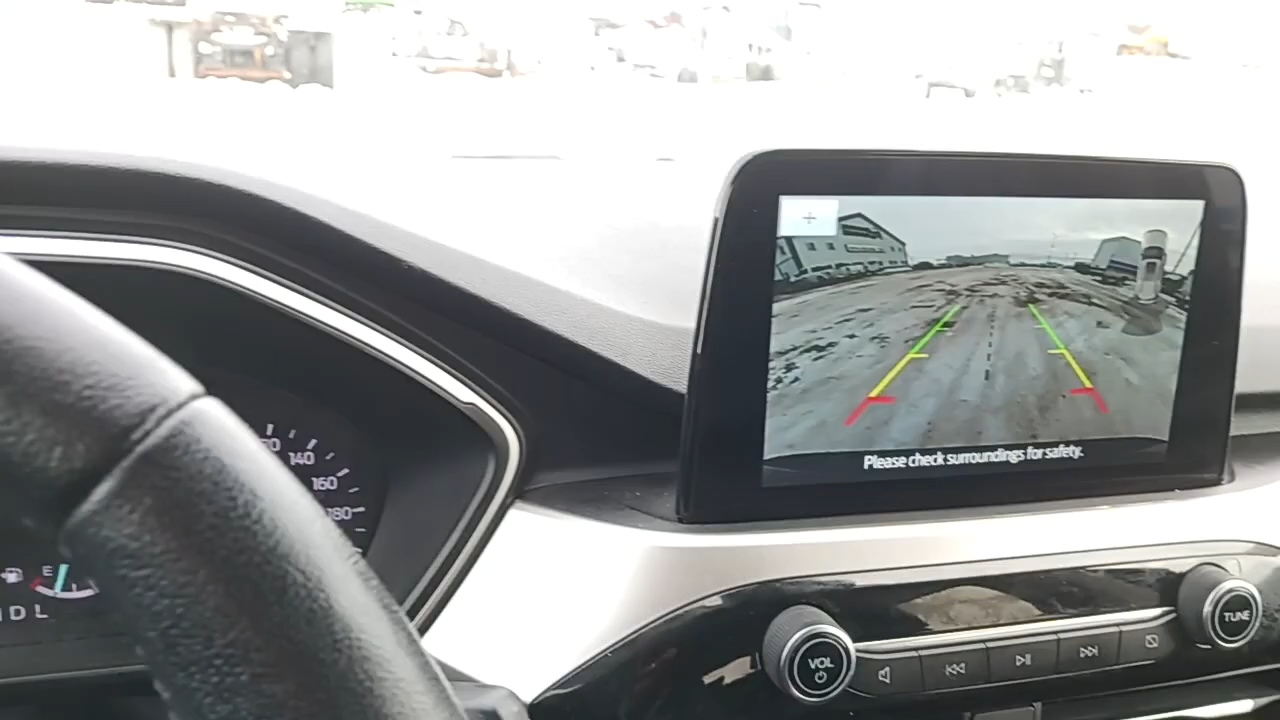 +
Please check surroundings for safety.
140
160
180
E
D L
VOL
TUNE